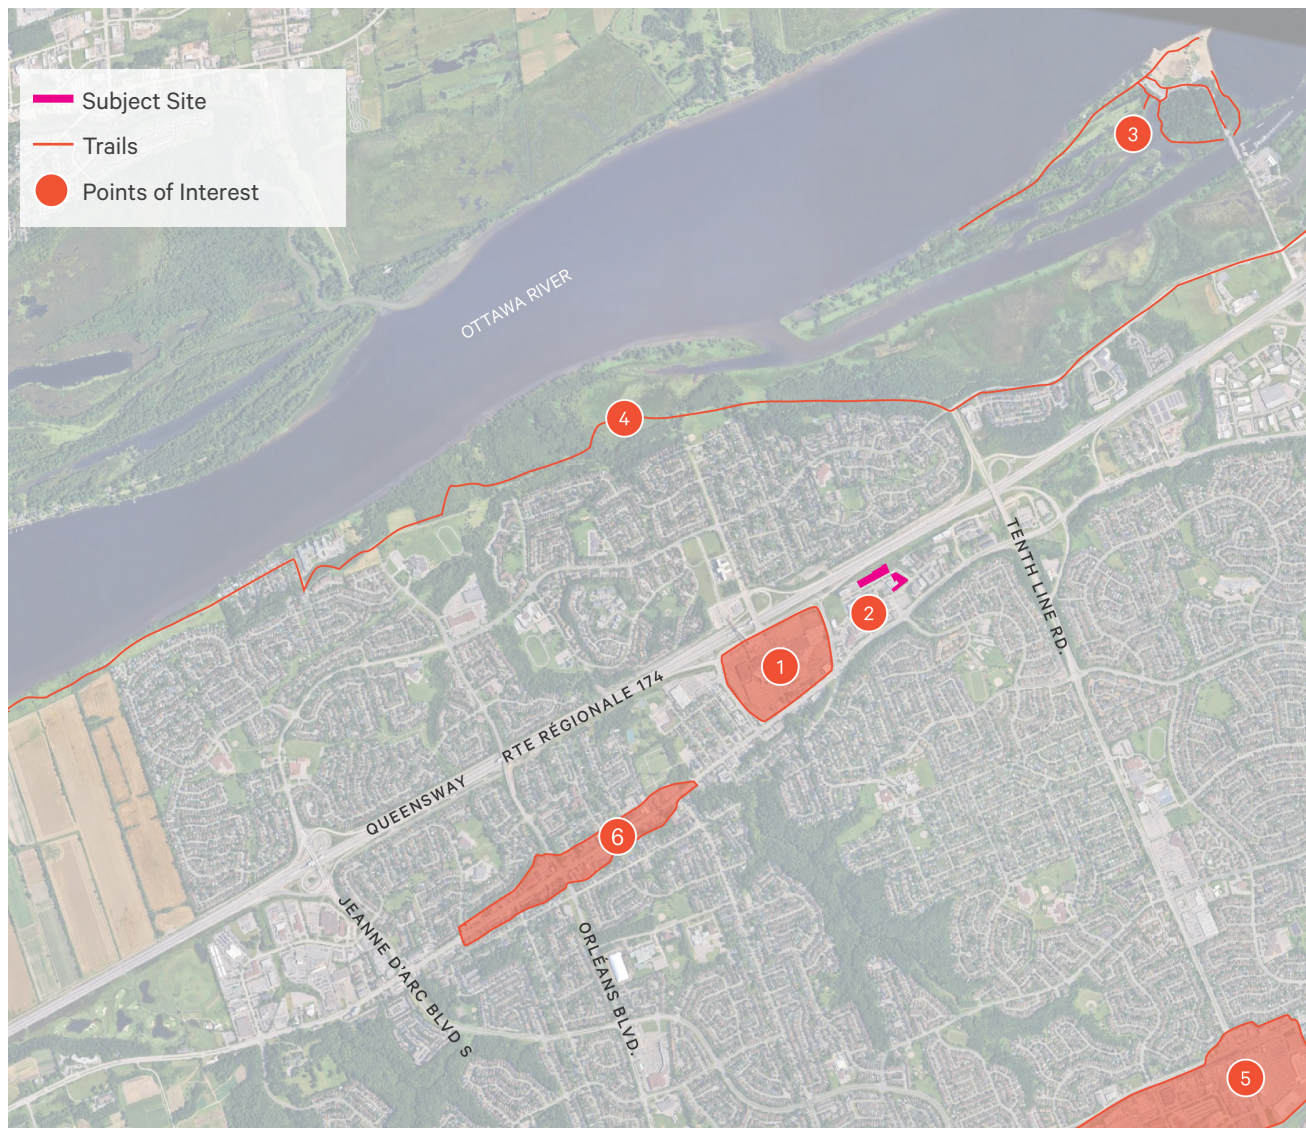 Subject Site
Trails
Points of Interest
3
OTTAWA RIVER
4
TENTH LINE RD.
2
1
QUEENSWAY RTE RÉGIONALE 174
6
JEANNE D'ARC BLVD S
ORLÉANS BLVD.
5